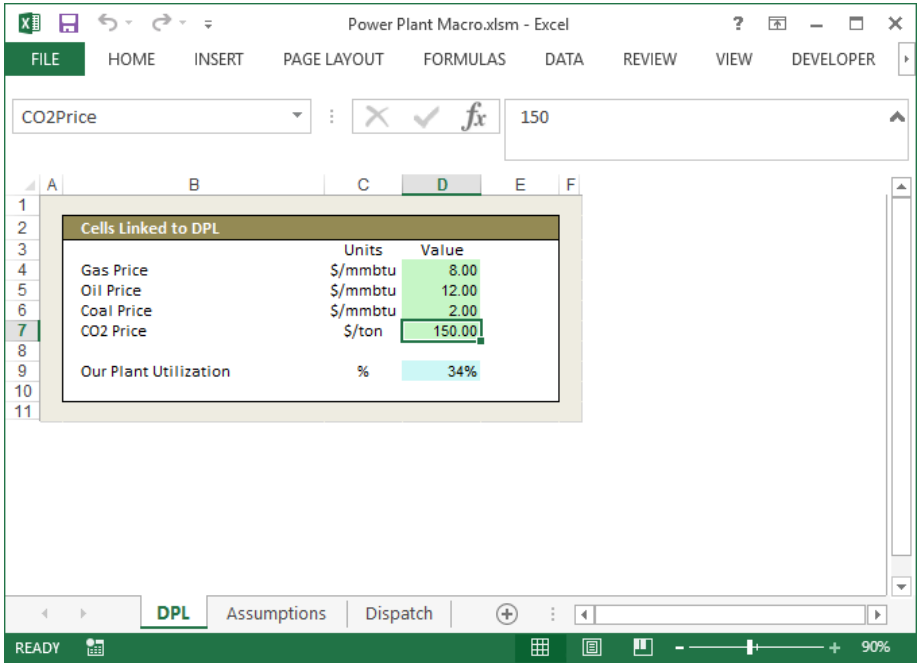 Power Plant Macro.xlsm - Excel ?
FILE HOME INSERT PAGE LAYOUT FORMULAS DATA REVIEW VIEW DEVELOPER
CO2Price fx 150
A B C D E F
1
2 Cells Linked to DPL
3 Units Value
4 Gas Price $/mmbtu 8.00
5 Oil Price $/mmbtu 12.00
6 Coal Price $/mmbtu 2.00
7 CO2 Price $/ton 150.00
8
9 Our Plant Utilization % 34%
10
11
DPL Assumptions Dispatch
READY 90%